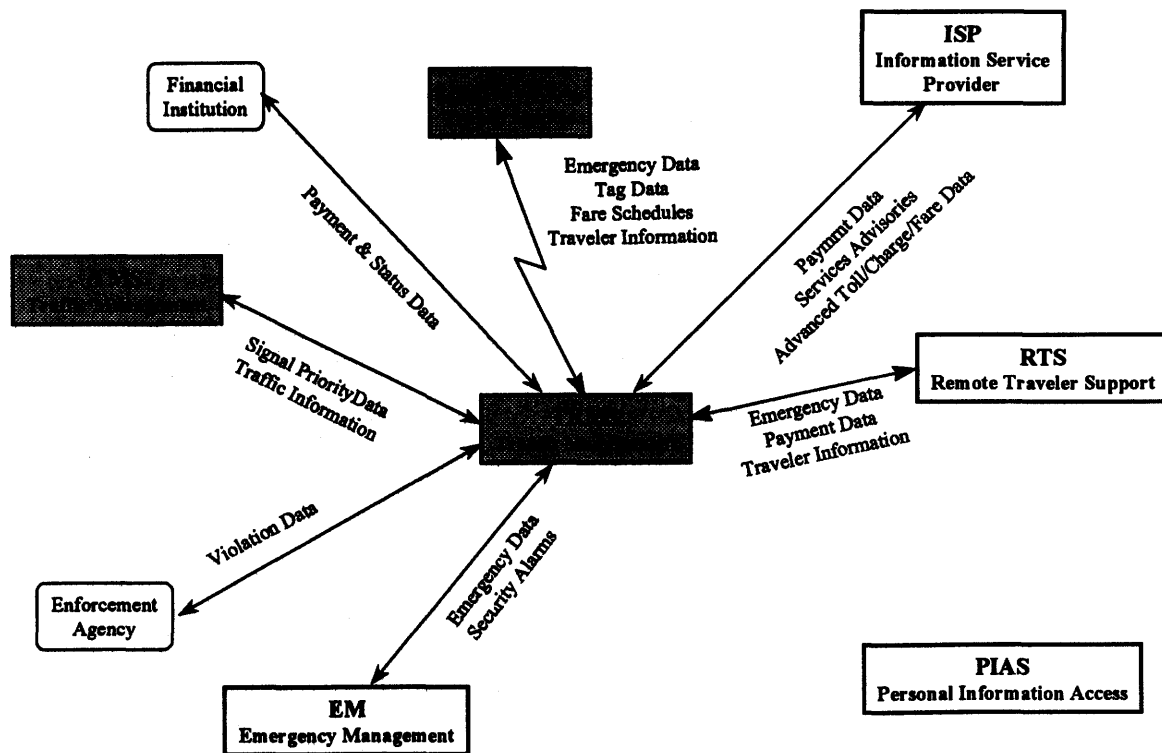 ISP
Information Service
Provider
Financial
Institution
Emergency Data
Tag Data
Fare Schedules
Traveler Information
Payment & Status Data
Paymmt Data
Services Advisories
Advanced Toll/Charge/Fare Data
Signal PriorityData
Traffic Information
RTS
Remote Traveler Support
Emergency Data
Payment Data
Traveler Information
Violation Data
Emergency Data
Security Alarms
Enforcement
Agency
PIAS
Personal Information Access
EM
Emergency Management